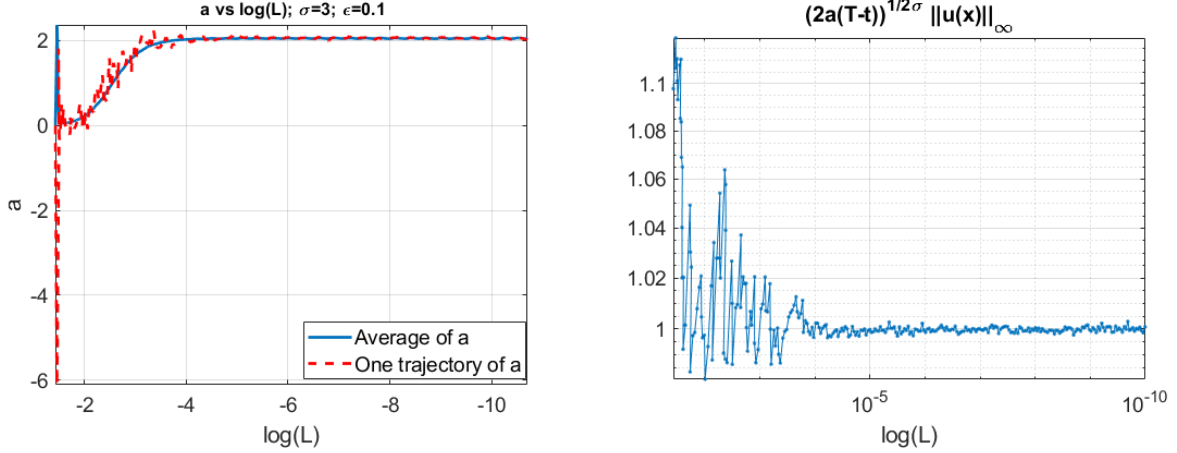 a vs log(L); σ=3; ϵ=0.1
2
0
-2
-4
-6
a
-2
-4
-6
-8
-10
log(L)
Average of a
One trajectory of a
(2a(T-t))^{1/2σ} ||u(x)||_∞
1.1
1.08
1.06
1.04
1.02
1
10^{-5}
10^{-10}
log(L)